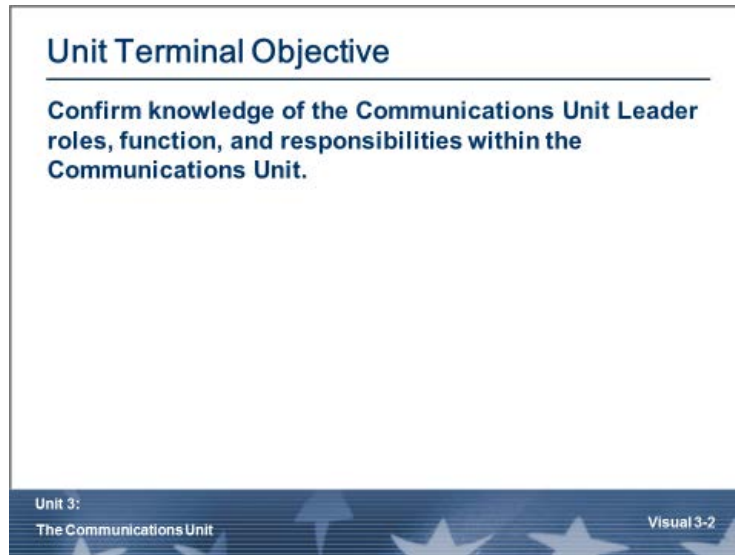 Unit Terminal Objective
Confirm knowledge of the Communications Unit Leader
roles, function, and responsibilities within the
Communications Unit.
Unit 3:
The Communications Unit
Visual 3-2